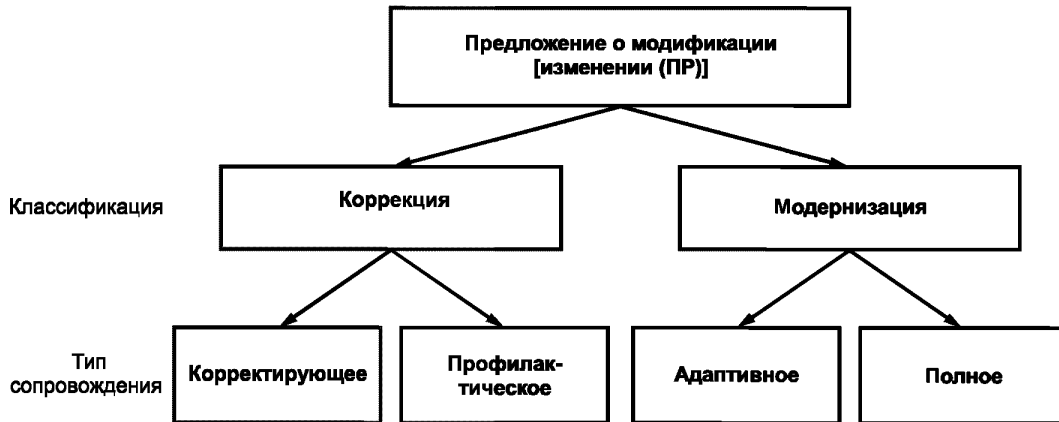 Предложение о модификации
[изменении (ПР)]
Классификация
Коррекция
Модернизация
Тип
сопровождения
Корректирующее
Профилак-
тическое
Адаптивное
Полное